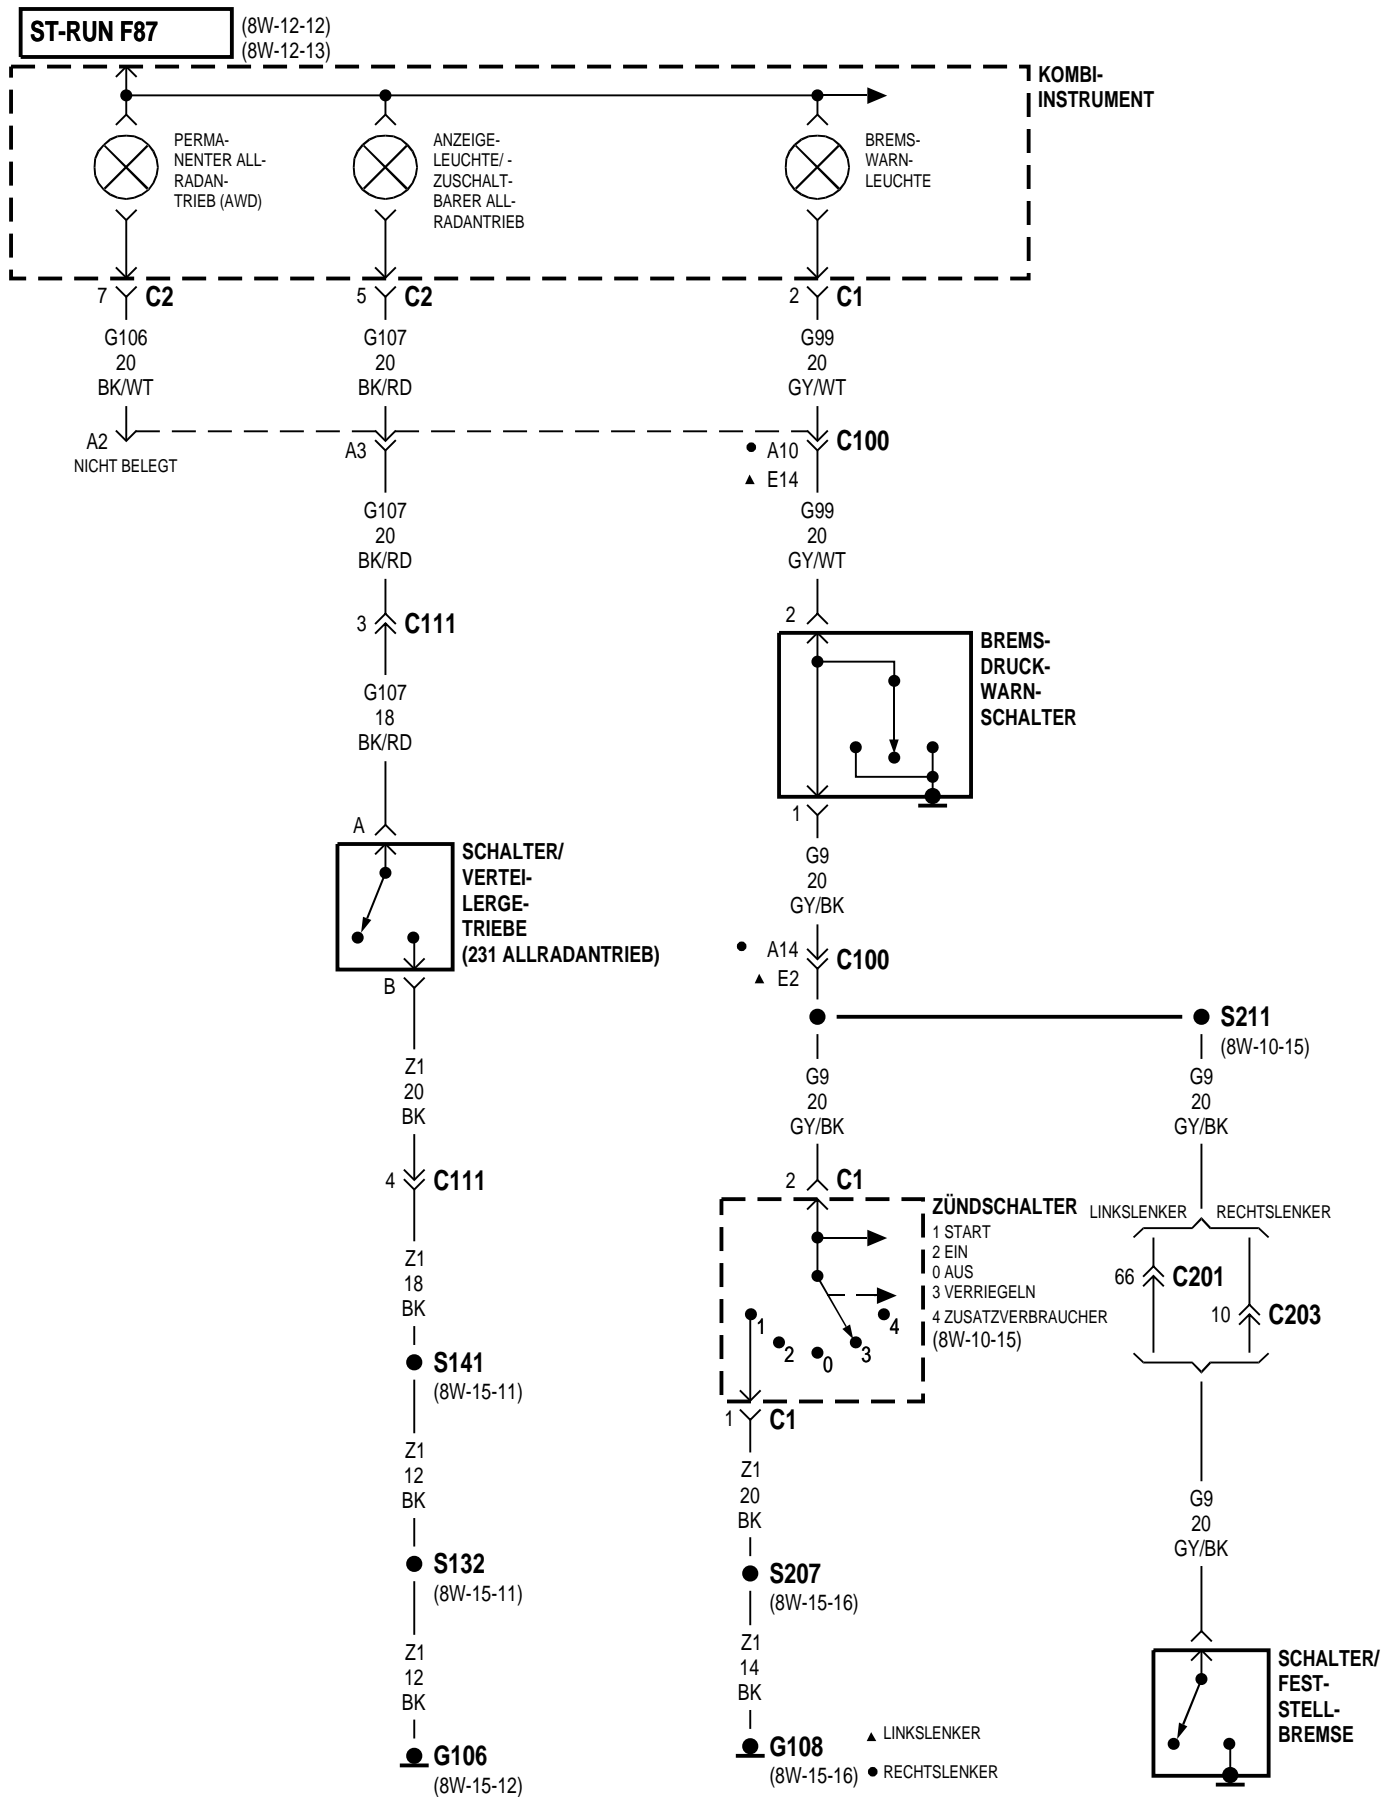 ST-RUN F87
(8W-12-12)
(8W-12-13)
KOMBI-
INSTRUMENT
PERMA-
NENTER ALL-
RADAN-
TRIEB (AWD)
ANZEIGE-
LEUCHTE/ -
ZUSCHALT-
BARER ALL-
RADANTRIEB
BREMS-
WARN-
LEUCHTE
7 C2
5 C2
2 C1
G106
20
BK/WT
G107
20
BK/RD
G99
20
GY/WT
A2
NICHT BELEGT
A3
● A10
▲ E14
C100
G107
20
BK/RD
G99
20
GY/WT
3 C111
2
BREMS-
DRUCK-
WARN-
SCHALTER
G107
18
BK/RD
1
A
SCHALTER/
VERTEI-
LERGE-
TRIEBE
(231 ALLRADANTRIEB)
B
G9
20
GY/BK
● A14
▲ E2
C100
S211
(8W-10-15)
Z1
20
BK
G9
20
GY/BK
G9
20
GY/BK
4 C111
2 C1
ZÜNDSCHALTER
1 START
2 EIN
0 AUS
3 VERRIEGELN
4 ZUSATZVERBRAUCHER
(8W-10-15)
1
2
0
3
4
LINKSLENKER
RECHTSLENKER
66 C201
10 C203
Z1
18
BK
S141
(8W-15-11)
1 C1
Z1
12
BK
Z1
20
BK
G9
20
GY/BK
S132
(8W-15-11)
S207
(8W-15-16)
Z1
12
BK
Z1
14
BK
SCHALTER/
FEST-
STELL-
BREMSE
G106
(8W-15-12)
G108
(8W-15-16)
▲ LINKSLENKER
● RECHTSLENKER